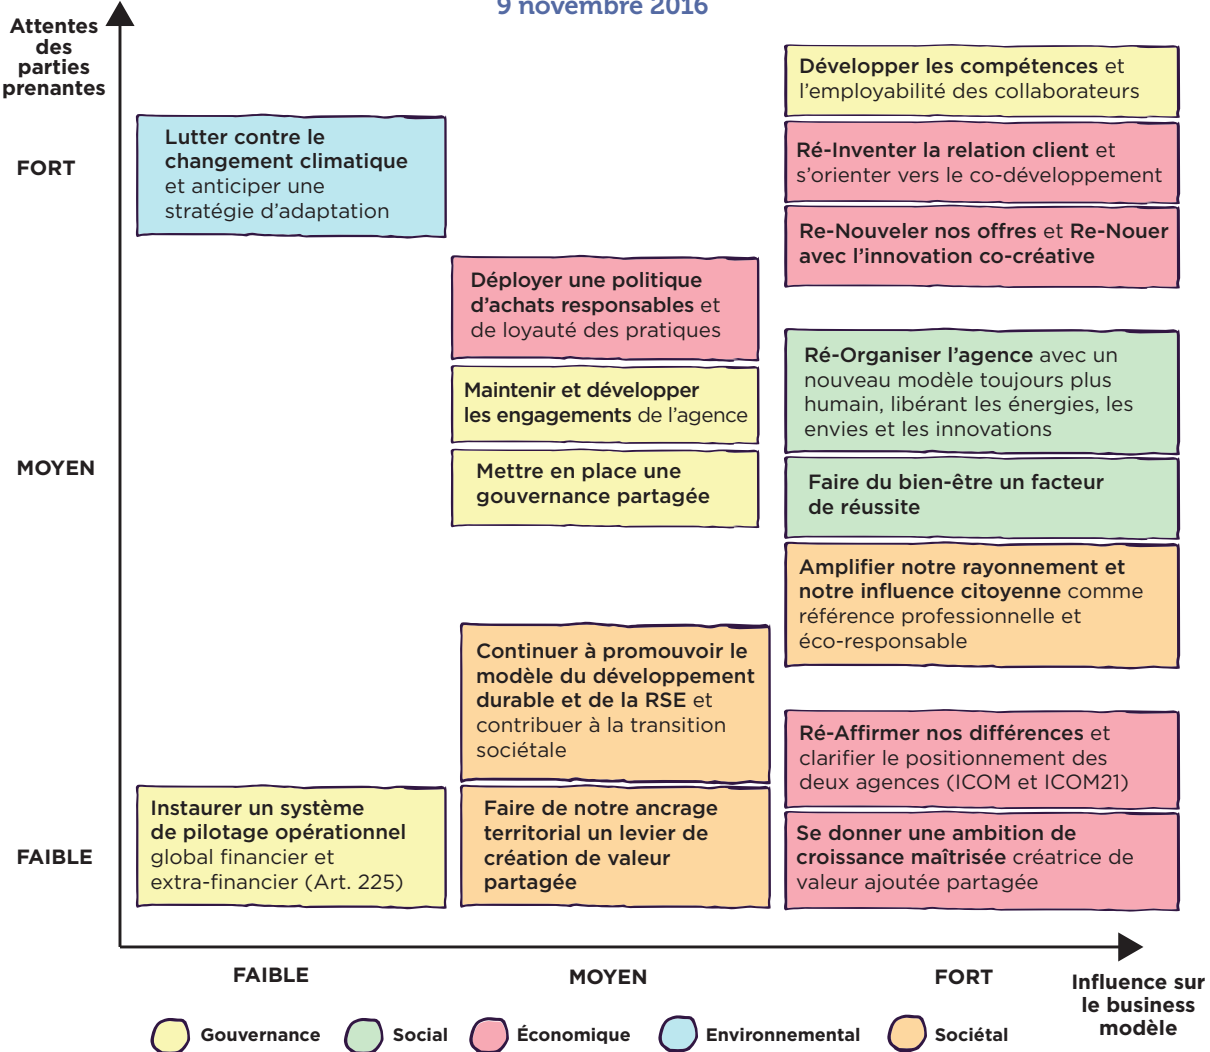 9 novembre 2016
Attentes
des
parties
prenantes
FORT
MOYEN
FAIBLE
Lutter contre le
changement climatique
et anticiper une
stratégie d'adaptation
Instaurer un système
de pilotage opérationnel
global financier et
extra-financier (Art. 225)
Déployer une politique
d'achats responsables et
de loyauté des pratiques
Maintenir et développer
les engagements de l'agence
Mettre en place une
gouvernance partagée
Continuer à promouvoir le
modèle du développement
durable et de la RSE et
contribuer à la transition
sociétale
Faire de notre ancrage
territorial un levier de
création de valeur
partagée
Développer les compétences et
l'employabilité des collaborateurs
Ré-Inventer la relation client et
s'orienter vers le co-développement
Re-Nouveler nos offres et Re-Nouer
avec l'innovation co-créative
Ré-Organiser l'agence avec un
nouveau modèle toujours plus
humain, libérant les énergies, les
envies et les innovations
Faire du bien-être un facteur
de réussite
Amplifier notre rayonnement et
notre influence citoyenne comme
référence professionnelle et
éco-responsable
Ré-Affirmer nos différences et
clarifier le positionnement des
deux agences (ICOM et ICOM21)
Se donner une ambition de
croissance maîtrisée créatrice de
valeur ajoutée partagée
FAIBLE
MOYEN
FORT
Influence sur
le business
modèle
Gouvernance
Social
Économique
Environnemental
Sociétal